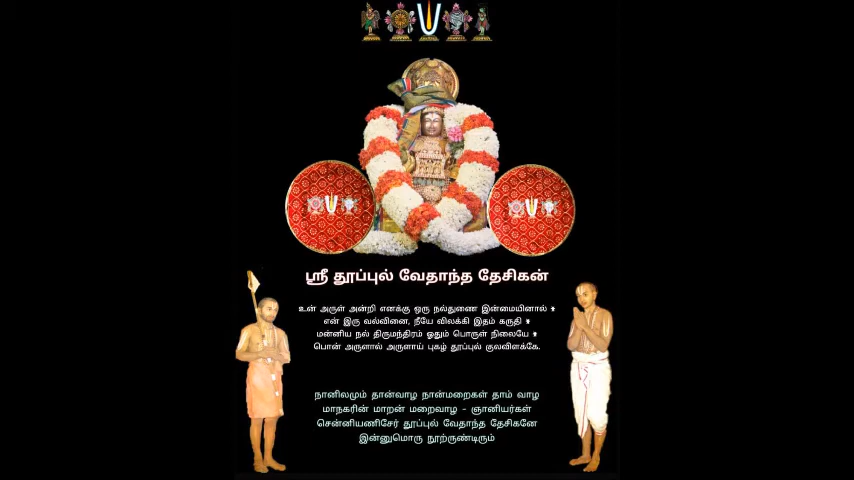 ஸ்ரீ தூப்புல் வேதாந்த தேசிகன்
உன் அருள் அன்றி எனக்கு ஒரு நல்துணை இன்மையினால் *
என் இரு வல்வினை, நீயே விலக்கி இதம் கருதி *
மன்னிய நல் திருமந்திரம் ஓதும் பொருள் நிலையே *
பொன் அருளால் அருளாய் புகழ் தூப்புல் குலவிளக்கே.
நானிலமும் தான்வாழ நான்மறைகள் தாம் வாழ
மாநகரின் மாறன் மறைவாழ - ஞானியர்கள்
சென்னியணிசேர் தூப்புல் வேதாந்த தேசிகனே
இன்னுமொரு நூற்ருண்டிரும்